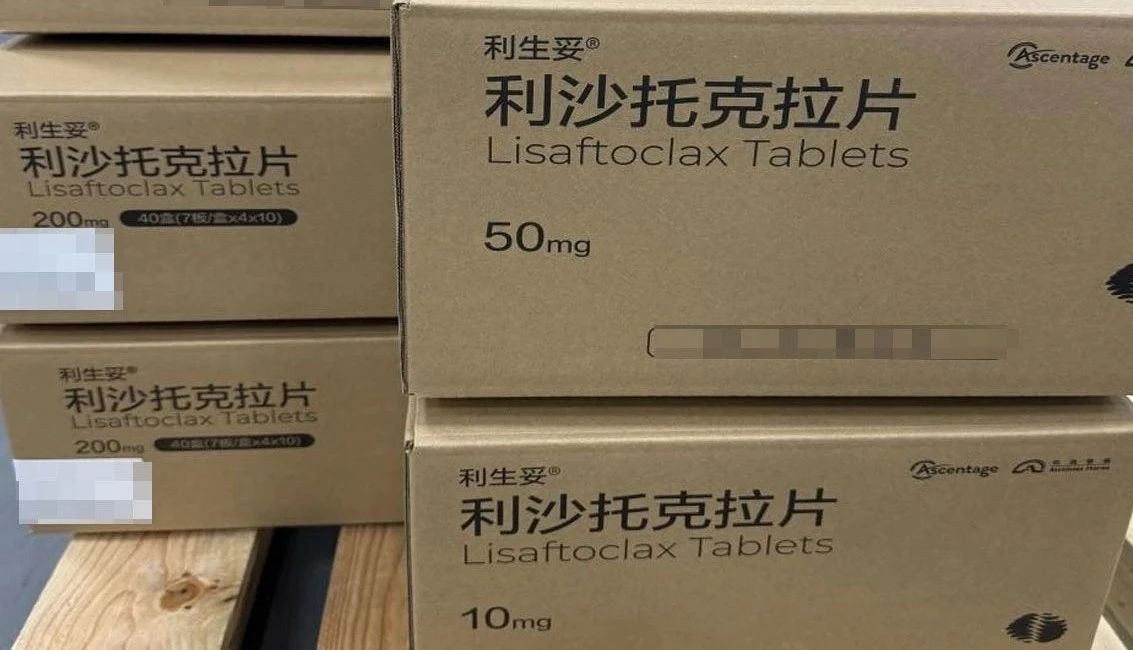 利生妥®
利沙托克拉片
Lisaftoclax Tablets
200mg 40盒(7板/盒x4x10)
利生妥®
利沙托克拉片
Lisaftoclax Tablets
200mg 40盒(7板/盒x4x10)
利生妥®
Ascentage
利沙托克拉片
Lisaftoclax Tablets
50mg
利生妥®
Ascentage
利沙托克拉片
Lisaftoclax Tablets
10mg